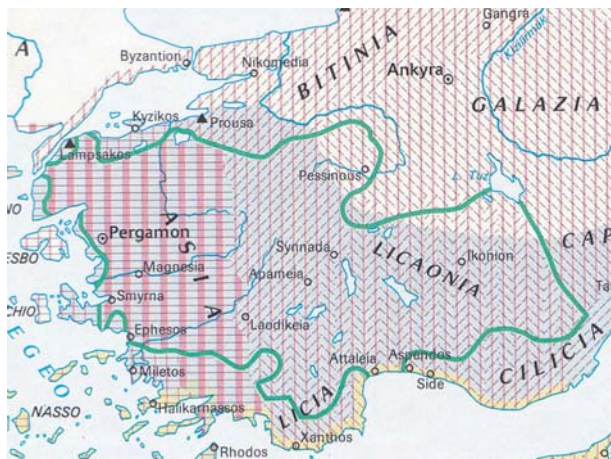 Gangra
A
Byzantion
Nikomedia
Kizilirmak
BITINIA
Ankyra
Kyzikos
Prousa
GALAZIA
Lampsakos
Pessinous
L. Tuz
Pergamon
ASIA
CAP
ESBO
Synnada
LICAONIA
Ikonion
Magnesia
Apameia
Ta
CHIO
Smyrna
Laodikeia
Ephesos
EGEO
Attaleia
Aspendos
CILICIA
Miletos
Side
LICIA
NASSO
Halikarnassos
Xanthos
Rhodos